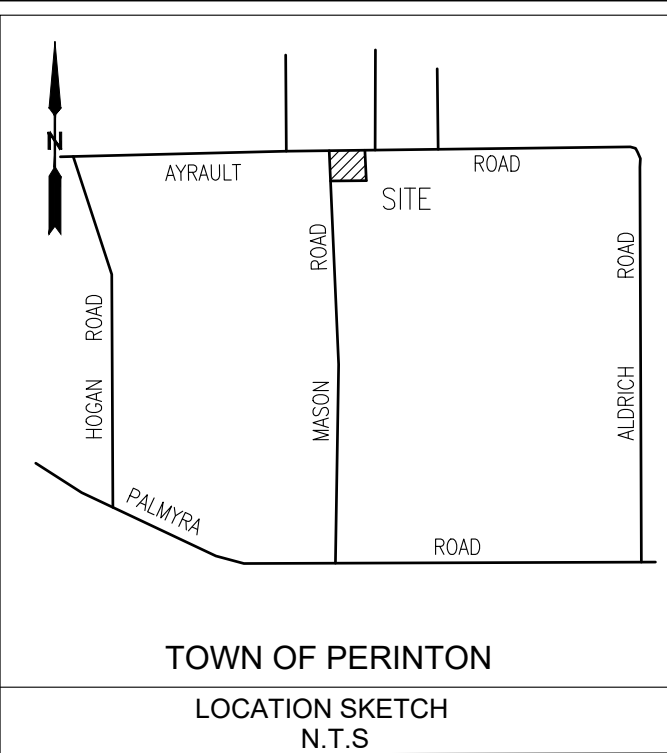 N
AYRAULT ROAD
SITE
HOGAN ROAD
MASON ROAD
ALDRICH ROAD
PALMYRA ROAD
TOWN OF PERINTON
LOCATION SKETCH
N.T.S